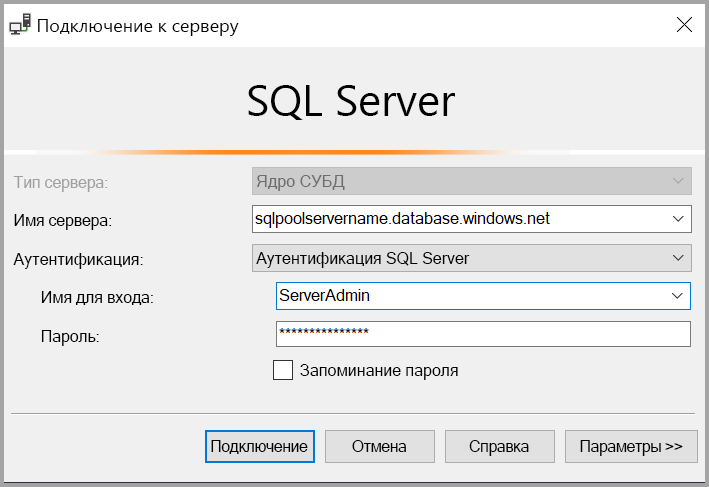 Подключение к серверу
SQL Server
Тип сервера: Ядро СУБД
Имя сервера: sqlpoolservername.database.windows.net
Аутентификация: Аутентификация SQL Server
Имя для входа: ServerAdmin
Пароль: ***************
Запоминание пароля
Подключение Отмена Справка Параметры >>